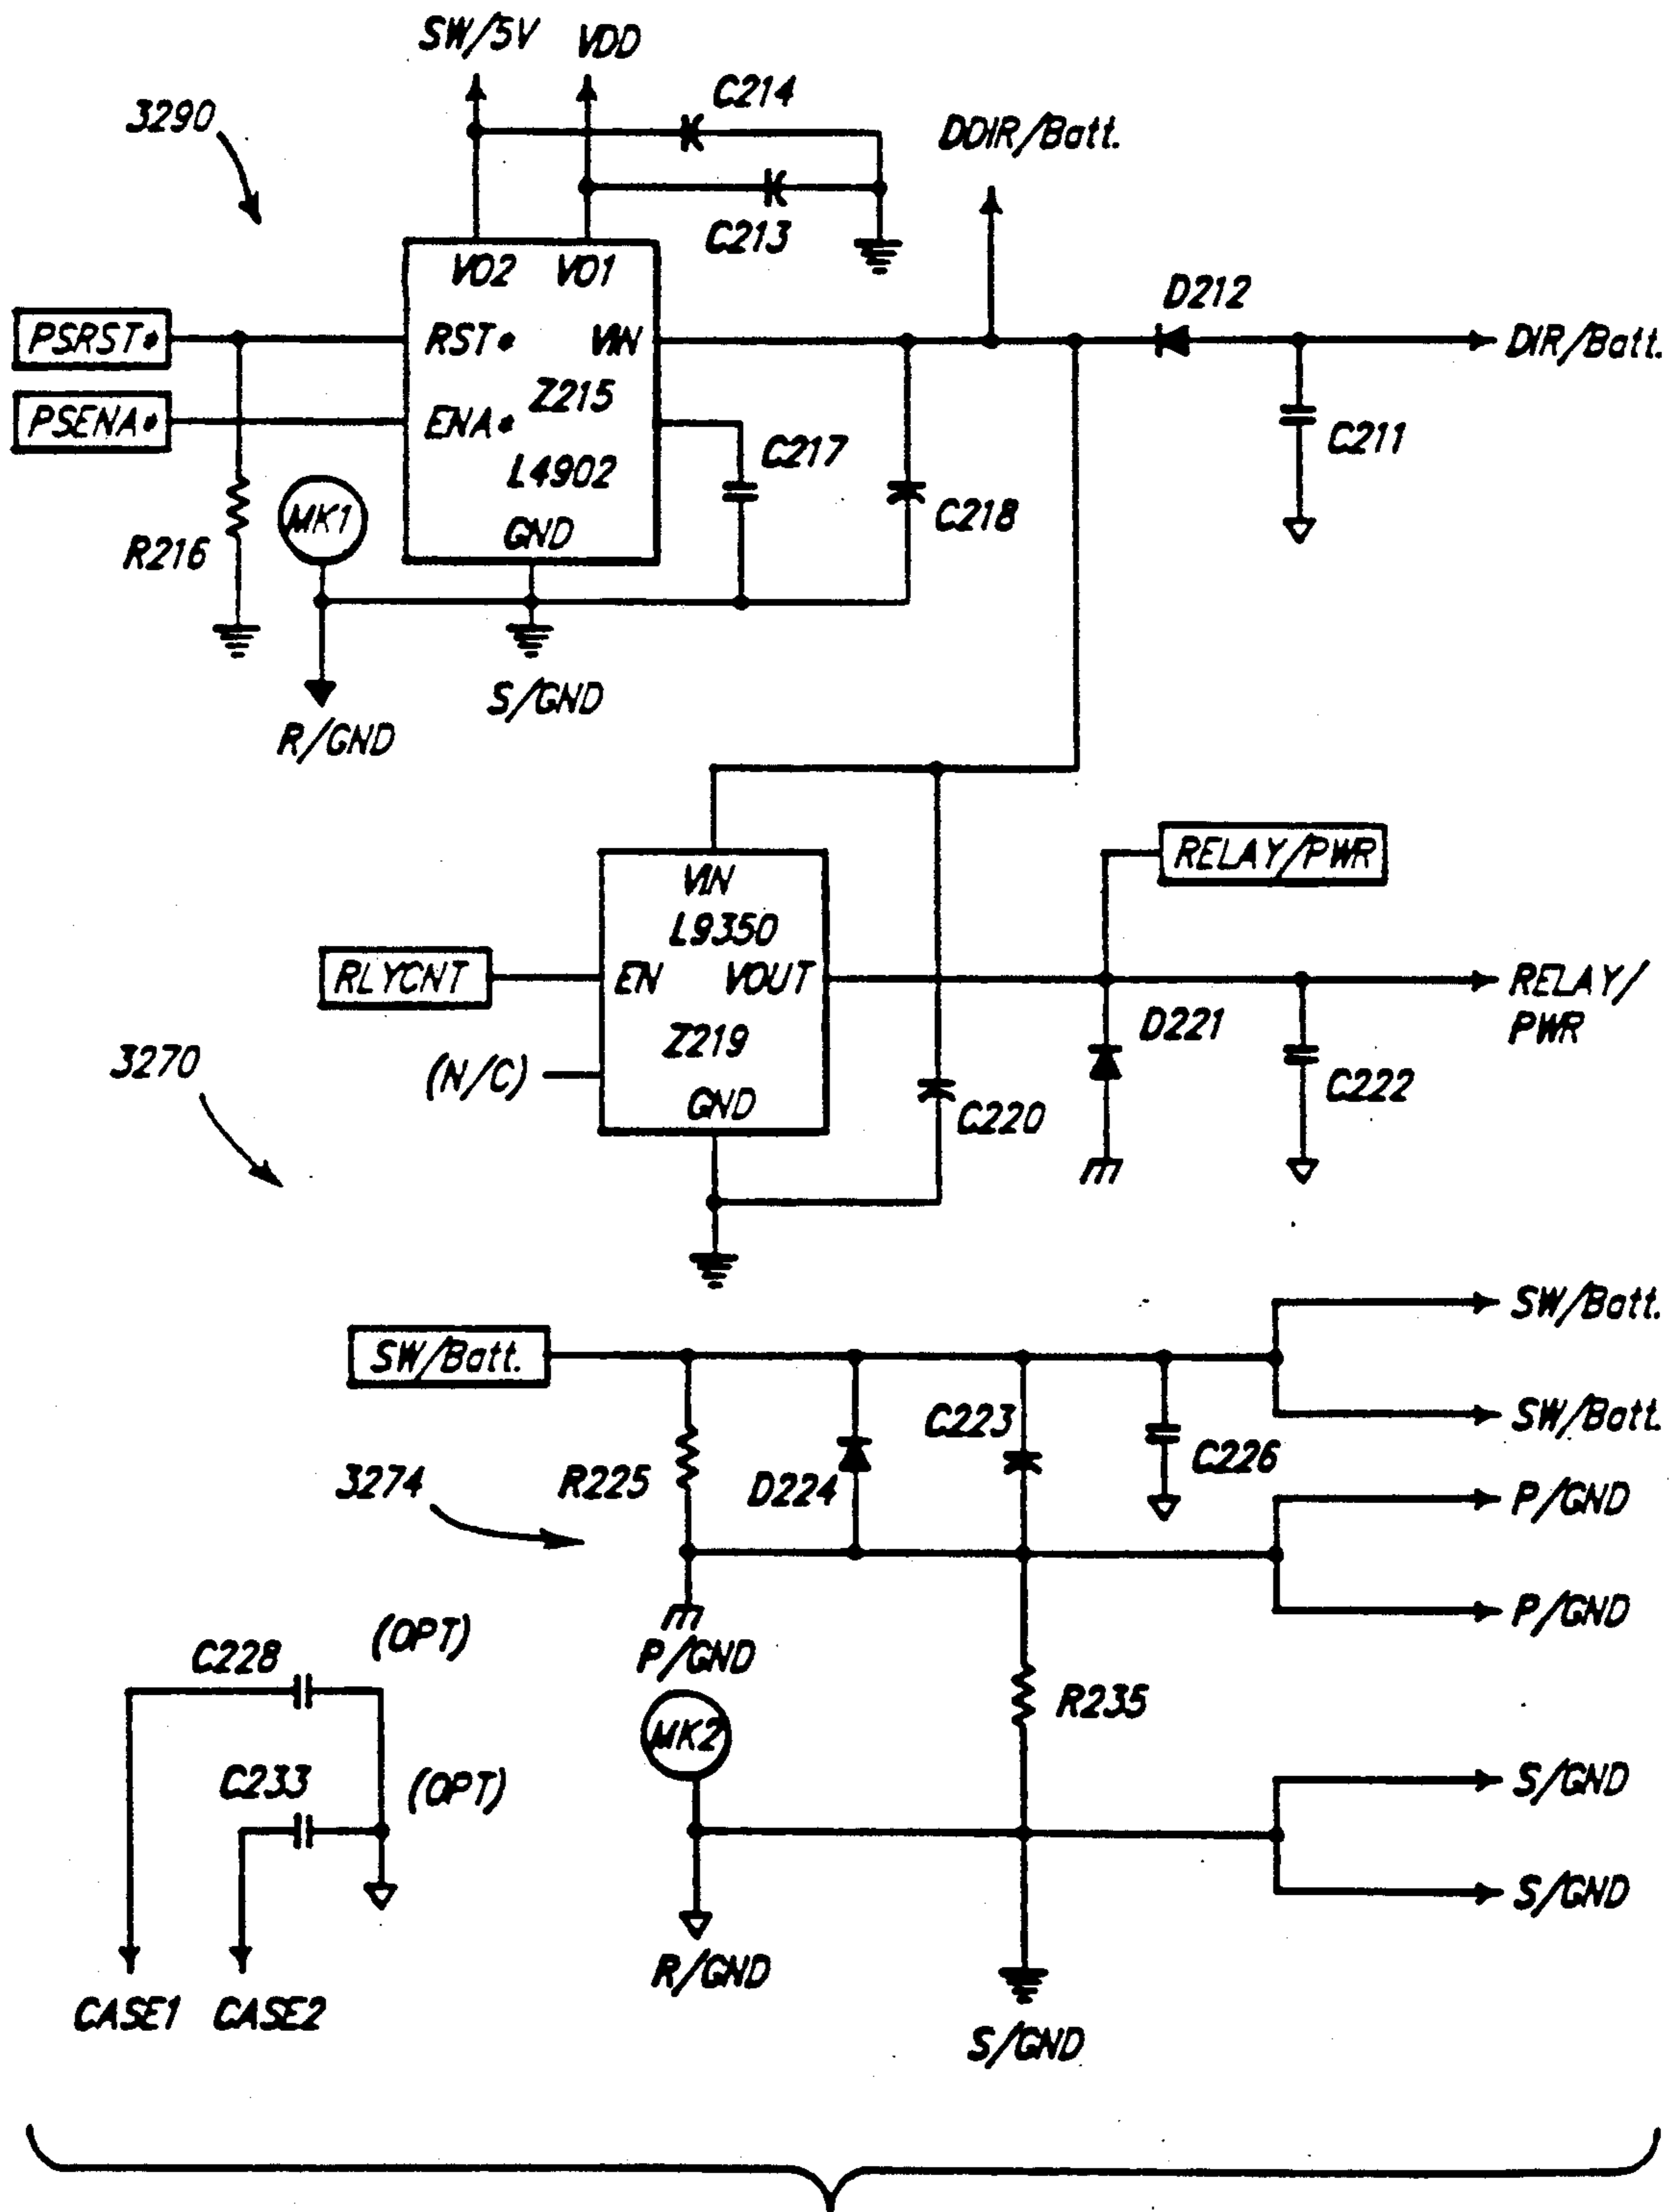 SW/5V VDD
3290
C214
DDIR/Batt.
C213
VO2 VO1
D212
PSRST*
RST* VIN
DIR/Batt.
Z215
PSENA*
ENA*
C217
C211
L4902
C218
MK1
GND
R216
S/GND
R/GND
RELAY/PWR
VIN
L9350
RLYCNT
EN VOUT
RELAY/
PWR
D221
Z219
3270
(N/C)
C222
GND
C220
SW/Batt.
SW/Batt.
C223
SW/Batt.
C226
3274
R225
D224
P/GND
P/GND
(OPT)
C228
P/GND
R235
MK2
C233
(OPT)
S/GND
S/GND
R/GND
CASE1 CASE2
S/GND